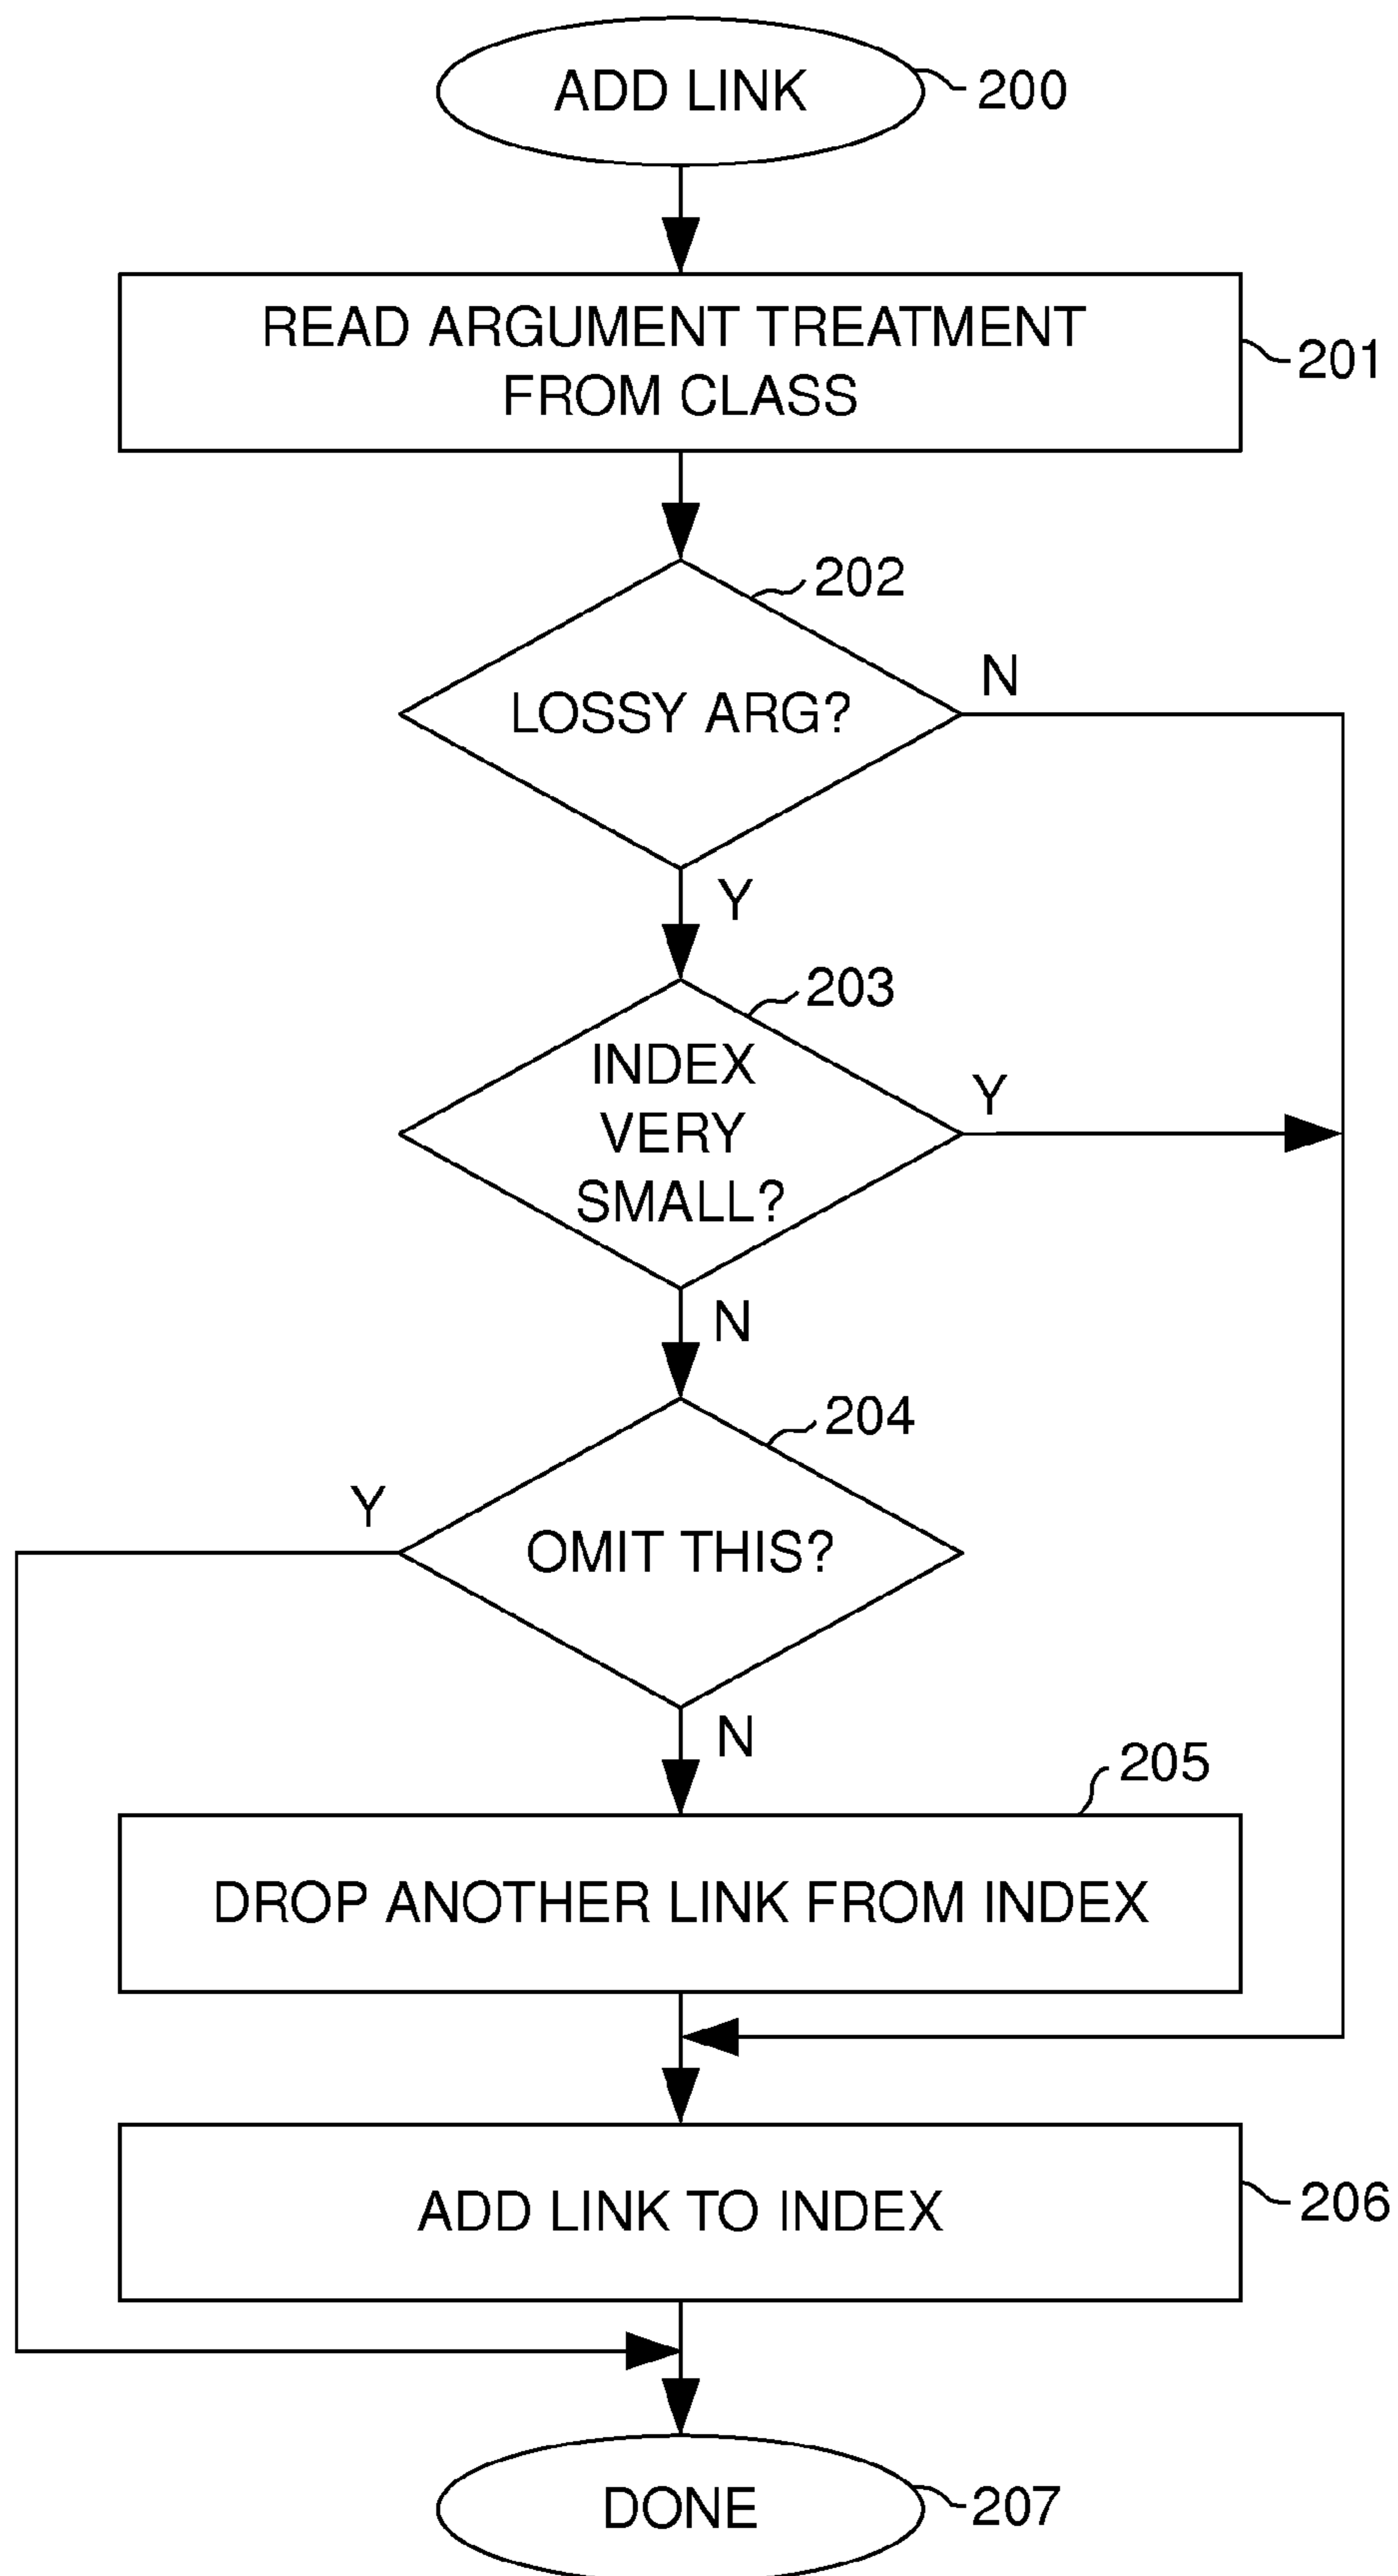 ADD LINK
200
READ ARGUMENT TREATMENT
FROM CLASS
201
202
LOSSY ARG?
N
Y
203
INDEX
VERY
SMALL?
Y
N
204
Y
OMIT THIS?
N
205
DROP ANOTHER LINK FROM INDEX
ADD LINK TO INDEX
206
DONE
207